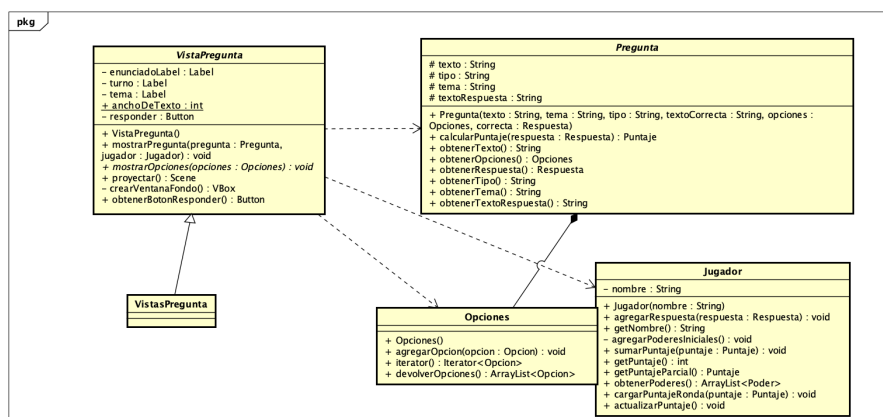 pkg
VistaPregunta
– enunciadoLabel : Label
– turno : Label
– tema : Label
+ anchoDeTexto : int
– responder : Button
+ VistaPregunta()
+ mostrarPregunta(pregunta : Pregunta,
jugador : Jugador) : void
+ mostrarOpciones(opciones : Opciones) : void
+ proyectar() : Scene
– crearVentanaFondo() : VBox
+ obtenerBotonResponder() : Button
Pregunta
# texto : String
# tipo : String
# tema : String
# textoRespuesta : String
+ Pregunta(texto : String, tema : String, tipo : String, textoCorrecta : String, opciones :
Opciones, correcta : Respuesta)
+ calcularPuntaje(respuesta : Respuesta) : Puntaje
+ obtenerTexto() : String
+ obtenerOpciones() : Opciones
+ obtenerRespuesta() : Respuesta
+ obtenerTipo() : String
+ obtenerTema() : String
+ obtenerTextoRespuesta() : String
VistasPregunta
Opciones
+ Opciones()
+ agregarOpcion(opcion : Opcion) : void
+ iterator() : Iterator<Opcion>
+ devolverOpciones() : ArrayList<Opcion>
Jugador
– nombre : String
+ Jugador(nombre : String)
+ agregarRespuesta(respuesta : Respuesta) : void
+ getNombre() : String
– agregarPoderesIniciales() : void
+ sumarPuntaje(puntaje : Puntaje) : void
+ getPuntaje() : int
+ getPuntajeParcial() : Puntaje
+ obtenerPoderes() : ArrayList<Poder>
+ cargarPuntajeRonda(puntaje : Puntaje) : void
+ actualizarPuntaje() : void